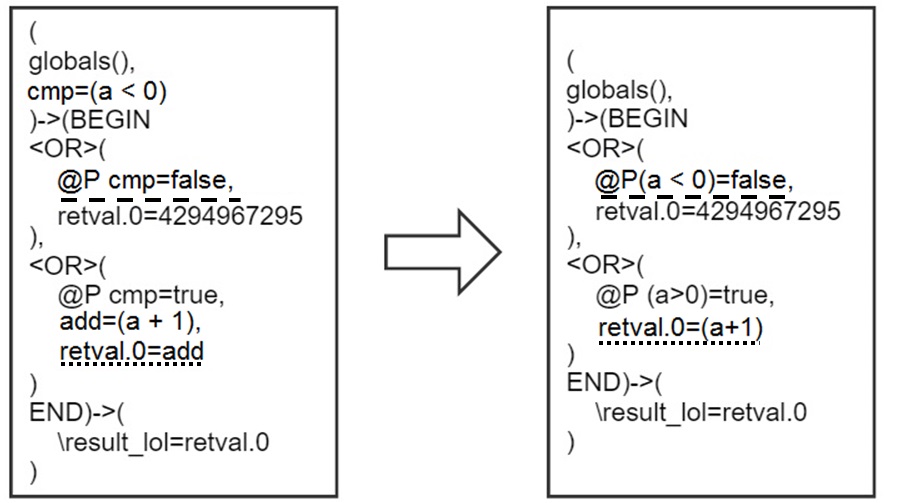 (
globals(),
cmp=(a < 0)
)->(BEGIN
<OR>(
@P cmp=false,
retval.0=4294967295
),
<OR>(
@P cmp=true,
add=(a + 1),
retval.0=add
)
END)->(
\result_lol=retval.0
)
(
globals(),
)->(BEGIN
<OR>(
@P(a < 0)=false,
retval.0=4294967295
),
<OR>(
@P (a>0)=true,
retval.0=(a+1)
)
END)->(
\result_lol=retval.0
)